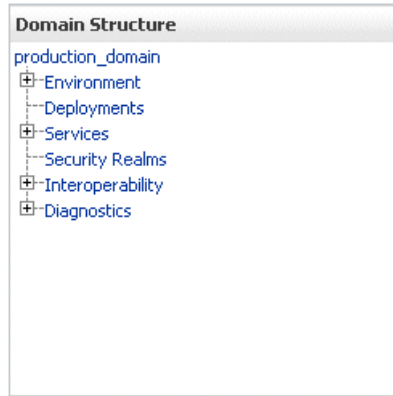 Domain Structure
production_domain
Environment
Deployments
Services
Security Realms
Interoperability
Diagnostics